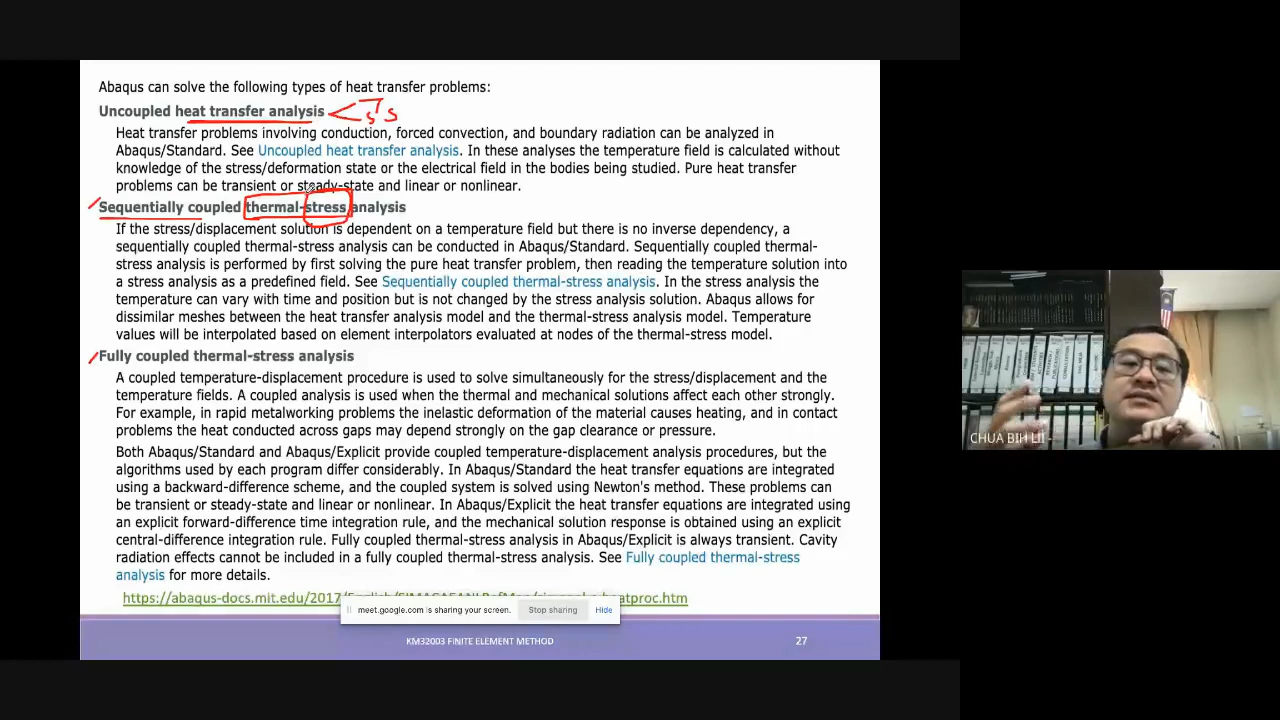 Abaqus can solve the following types of heat transfer problems:
Uncoupled heat transfer analysis
T
s s
Heat transfer problems involving conduction, forced convection, and boundary radiation can be analyzed in
Abaqus/Standard. See Uncoupled heat transfer analysis. In these analyses the temperature field is calculated without
knowledge of the stress/deformation state or the electrical field in the bodies being studied. Pure heat transfer
problems can be transient or steady-state and linear or nonlinear.
Sequentially coupled thermal-stress analysis
If the stress/displacement solution is dependent on a temperature field but there is no inverse dependency, a
sequentially coupled thermal-stress analysis can be conducted in Abaqus/Standard. Sequentially coupled thermal-
stress analysis is performed by first solving the pure heat transfer problem, then reading the temperature solution into
a stress analysis as a predefined field. See Sequentially coupled thermal-stress analysis. In the stress analysis the
temperature can vary with time and position but is not changed by the stress analysis solution. Abaqus allows for
dissimilar meshes between the heat transfer analysis model and the thermal-stress analysis model. Temperature
values will be interpolated based on element interpolators evaluated at nodes of the thermal-stress model.
Fully coupled thermal-stress analysis
A coupled temperature-displacement procedure is used to solve simultaneously for the stress/displacement and the
temperature fields. A coupled analysis is used when the thermal and mechanical solutions affect each other strongly.
For example, in rapid metalworking problems the inelastic deformation of the material causes heating, and in contact
problems the heat conducted across gaps may depend strongly on the gap clearance or pressure.
Both Abaqus/Standard and Abaqus/Explicit provide coupled temperature-displacement analysis procedures, but the
algorithms used by each program differ considerably. In Abaqus/Standard the heat transfer equations are integrated
using a backward-difference scheme, and the coupled system is solved using Newton's method. These problems can
be transient or steady-state and linear or nonlinear. In Abaqus/Explicit the heat transfer equations are integrated using
an explicit forward-difference time integration rule, and the mechanical solution response is obtained using an explicit
central-difference integration rule. Fully coupled thermal-stress analysis in Abaqus/Explicit is always transient. Cavity
radiation effects cannot be included in a fully coupled thermal-stress analysis. See Fully coupled thermal-stress
analysis for more details.
https://abaqus-docs.mit.edu/2017/English/
meet.google.com is sharing your screen. Stop sharing Hide
KM32003 FINITE ELEMENT METHOD 27
CHUA BIH LII -